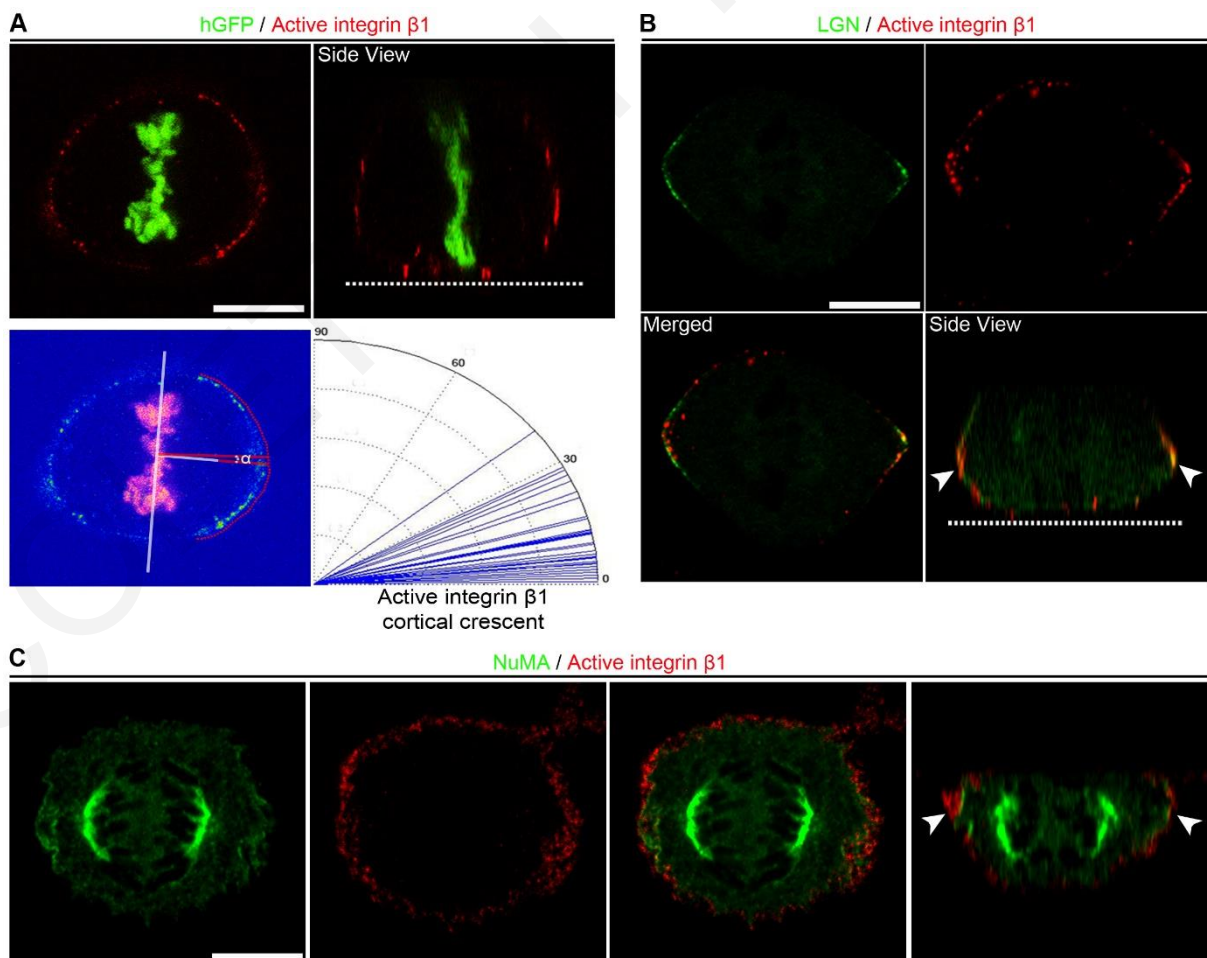 A
hGFP / Active integrin β1
Side View
α
90
60
30
0
Active integrin β1
cortical crescent
B
LGN / Active integrin β1
Merged
Side View
C
NuMA / Active integrin β1